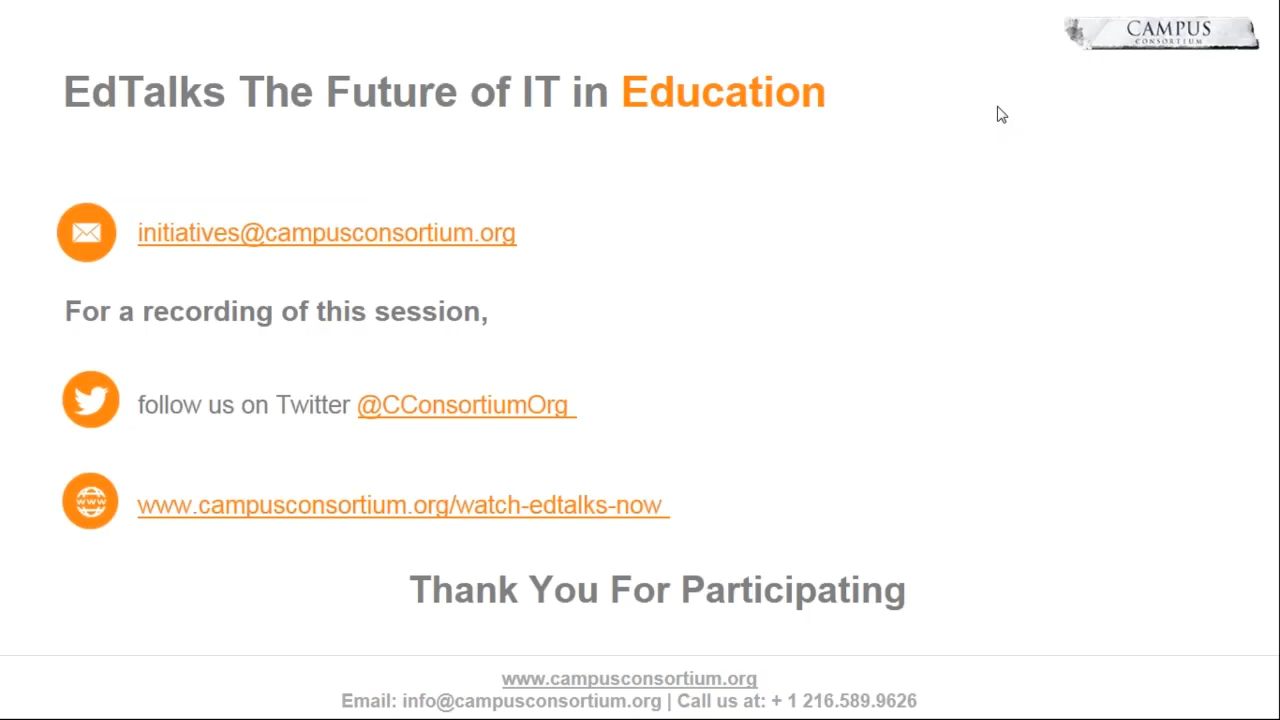 CAMPUS
CONSORTIUM
EdTalks The Future of IT in Education
initiatives@campusconsortium.org
For a recording of this session,
follow us on Twitter @CConsortiumOrg
www
www.campusconsortium.org/watch-edtalks-now
Thank You For Participating
www.campusconsortium.org
Email: info@campusconsortium.org | Call us at: + 1 216.589.9626